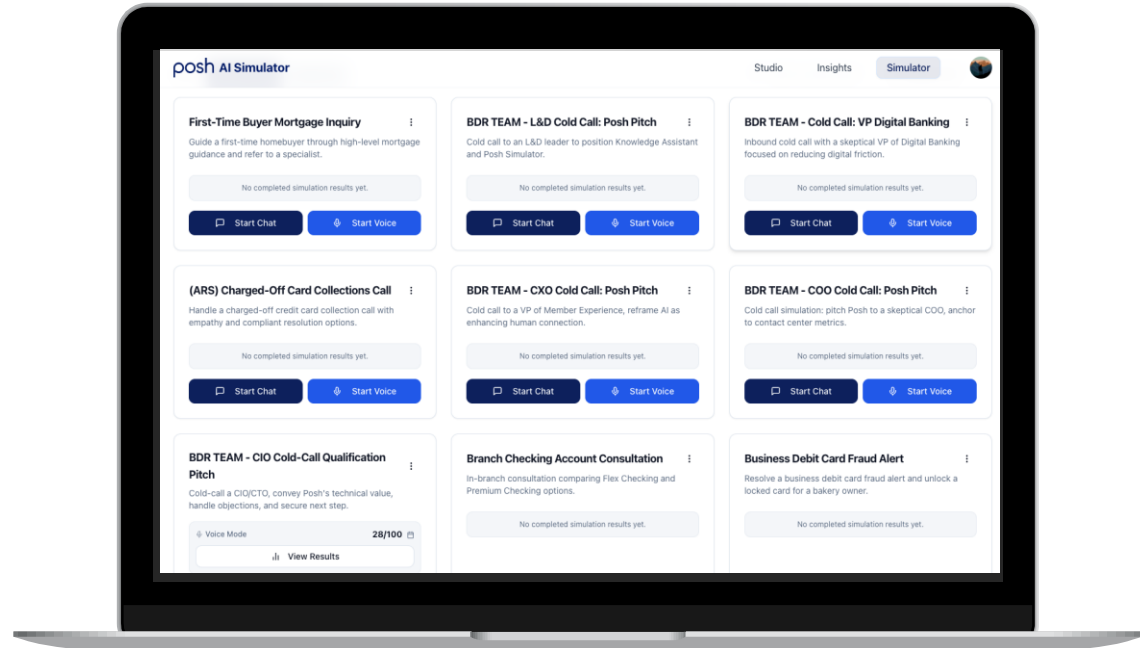 posh AI Simulator
Studio
Insights
Simulator
First-Time Buyer Mortgage Inquiry
Guide a first-time homebuyer through high-level mortgage
guidance and refer to a specialist.
No completed simulation results yet.
Start Chat
Start Voice
BDR TEAM - L&D Cold Call: Posh Pitch
Cold call to an L&D leader to position Knowledge Assistant
and Posh Simulator.
No completed simulation results yet.
Start Chat
Start Voice
BDR TEAM - Cold Call: VP Digital Banking
Inbound cold call with a skeptical VP of Digital Banking
focused on reducing digital friction.
No completed simulation results yet.
Start Chat
Start Voice
(ARS) Charged-Off Card Collections Call
Handle a charged-off credit card collection call with
empathy and compliant resolution options.
No completed simulation results yet.
Start Chat
Start Voice
BDR TEAM - CXO Cold Call: Posh Pitch
Cold call to a VP of Member Experience, reframe AI as
enhancing human connection.
No completed simulation results yet.
Start Chat
Start Voice
BDR TEAM - COO Cold Call: Posh Pitch
Cold call simulation: pitch Posh to a skeptical COO, anchor
to contact center metrics.
No completed simulation results yet.
Start Chat
Start Voice
BDR TEAM - CIO Cold-Call Qualification
Pitch
Cold-call a CIO/CTO, convey Posh's technical value,
handle objections, and secure next step.
Voice Mode
28/100
View Results
Branch Checking Account Consultation
In-branch consultation comparing Flex Checking and
Premium Checking options.
No completed simulation results yet.
Business Debit Card Fraud Alert
Resolve a business debit card fraud alert and unlock a
locked card for a bakery owner.
No completed simulation results yet.